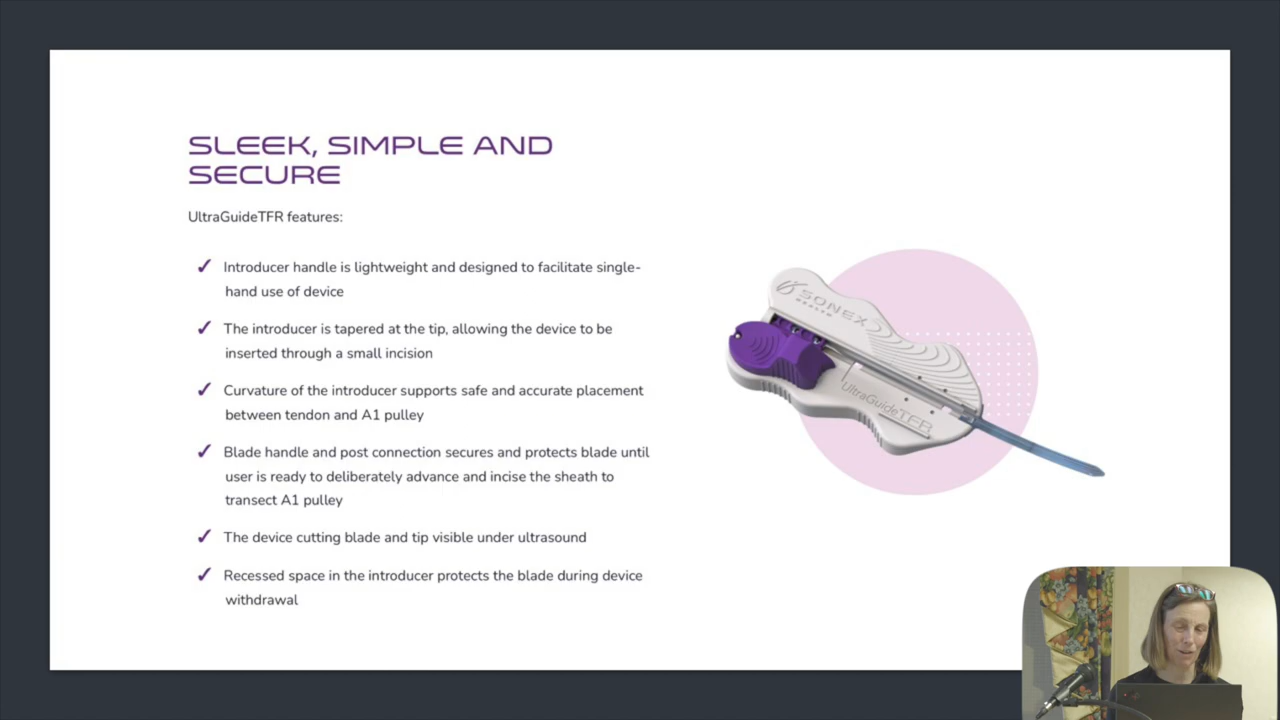 SLEEK, SIMPLE AND
SECURE
UltraGuideTFR features:
✓ Introducer handle is lightweight and designed to facilitate single-
hand use of device
✓ The introducer is tapered at the tip, allowing the device to be
inserted through a small incision
✓ Curvature of the introducer supports safe and accurate placement
between tendon and A1 pulley
✓ Blade handle and post connection secures and protects blade until
user is ready to deliberately advance and incise the sheath to
transect A1 pulley
✓ The device cutting blade and tip visible under ultrasound
✓ Recessed space in the introducer protects the blade during device
withdrawal
SONEX
HEALTH
UltraGuideTFR